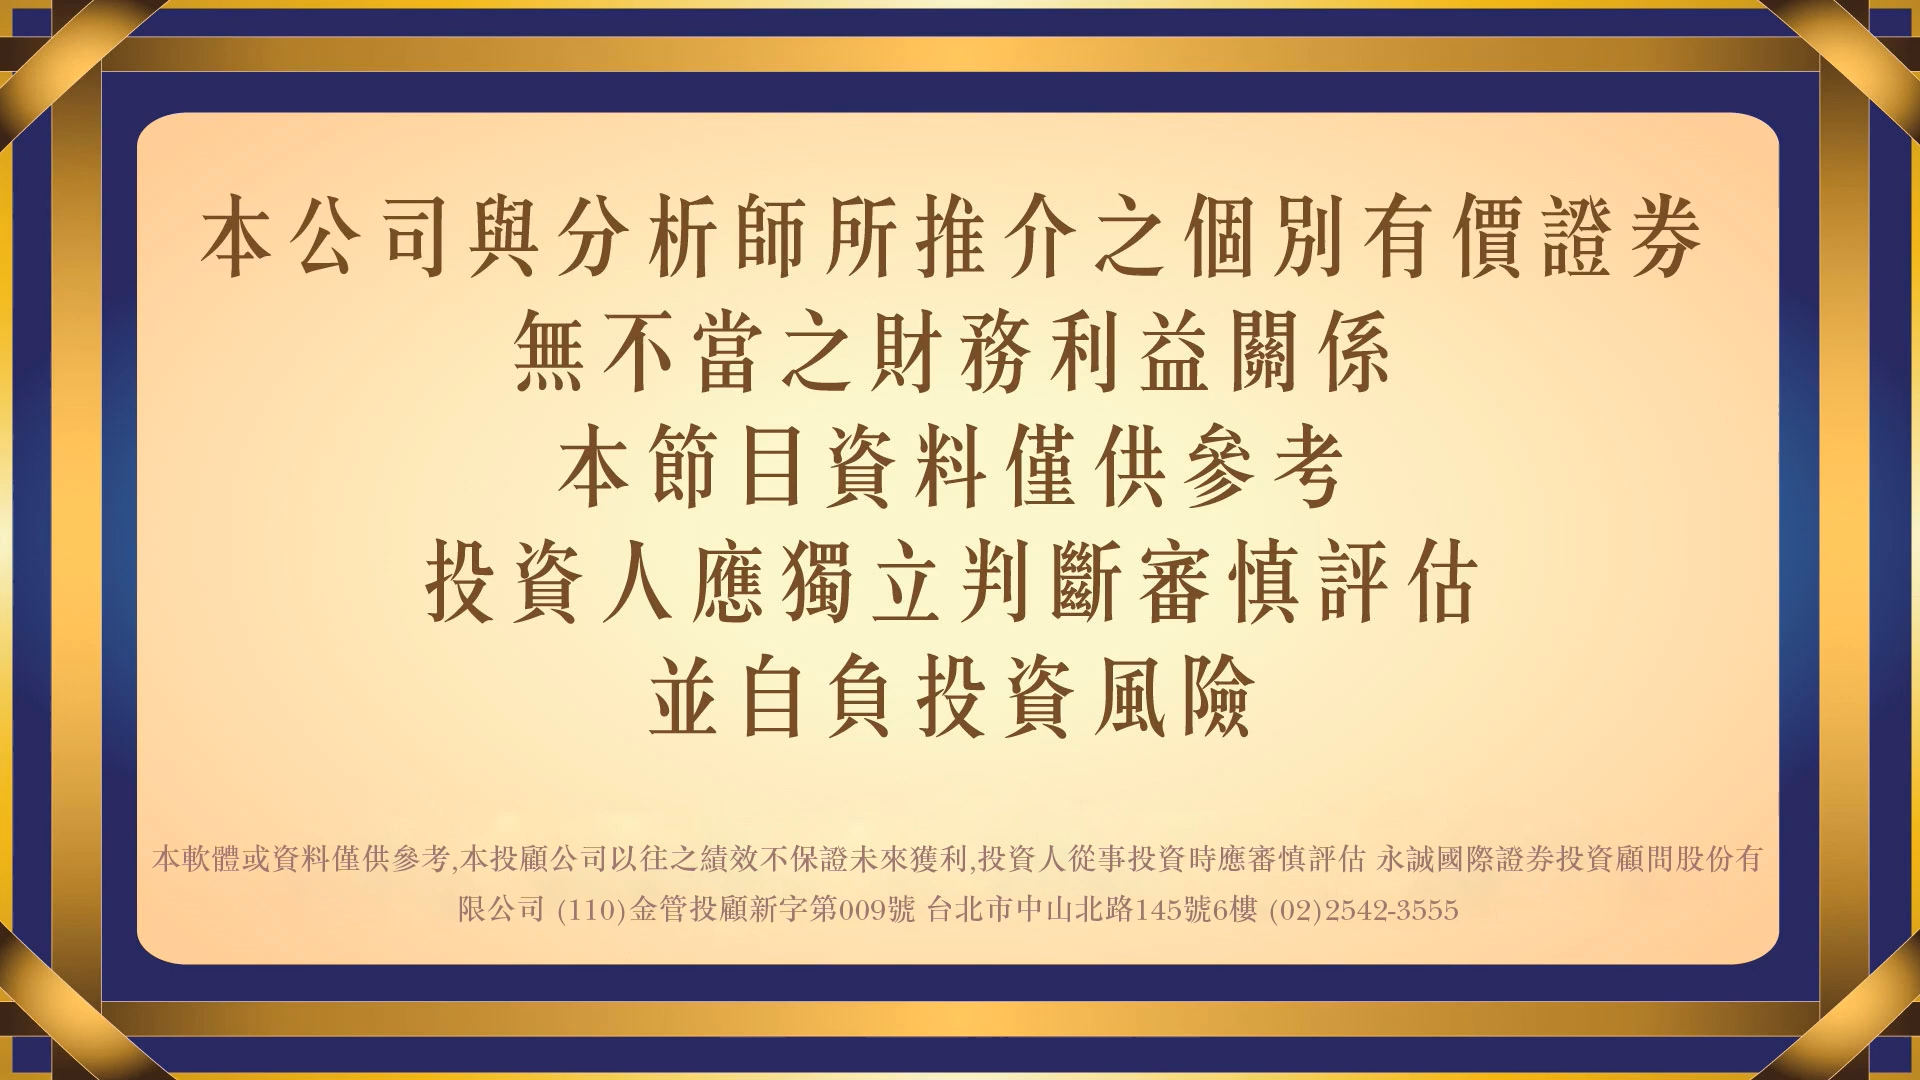 本公司與分析師所推介之個別有價證券
無不當之財務利益關係
本節目資料僅供參考
投資人應獨立判斷審慎評估
並自負投資風險
本軟體或資料僅供參考,本投顧公司以往之績效不保證未來獲利,投資人從事投資時應審慎評估 永誠國際證券投資顧問股份有
限公司 (110)金管投顧新字第009號 台北市中山北路145號6樓 (02)2542-3555